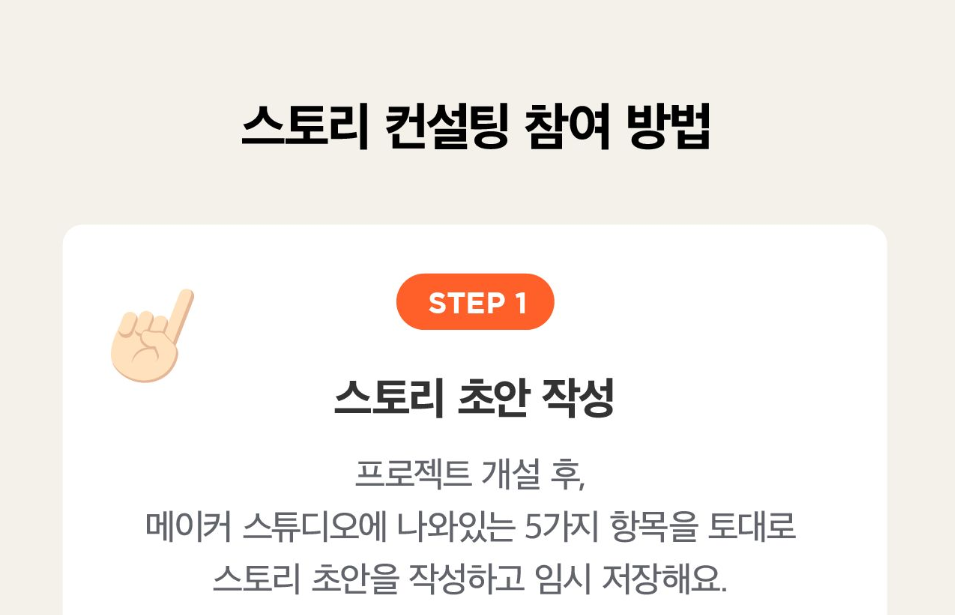 스토리 컨설팅 참여 방법
STEP 1
스토리 초안 작성
프로젝트 개설 후,
메이커 스튜디오에 나와있는 5가지 항목을 토대로
스토리 초안을 작성하고 임시 저장해요.